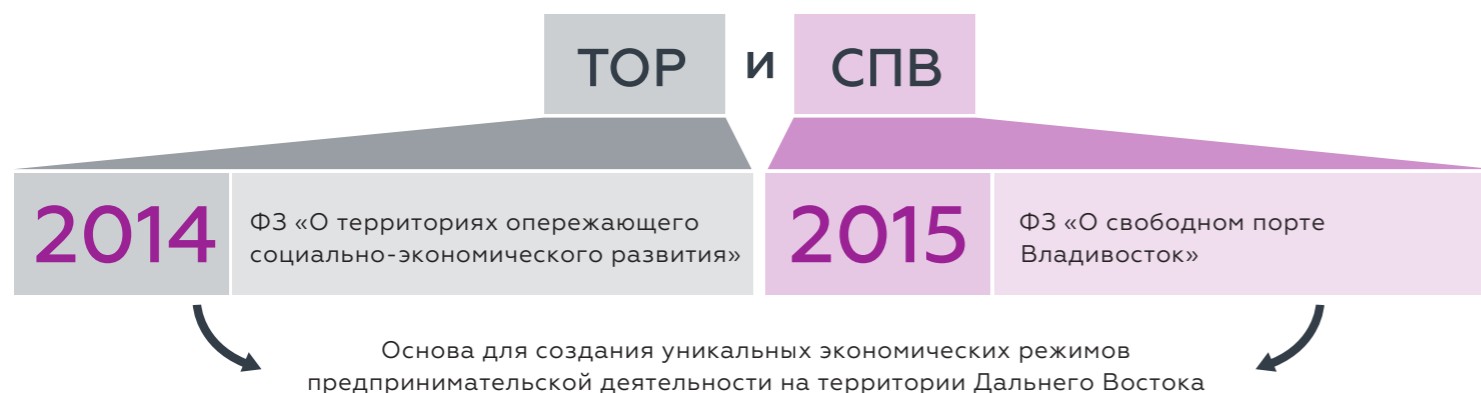 ТОР и СПВ
2014
ФЗ «О территориях опережающего
социально-экономического развития»
2015
ФЗ «О свободном порте
Владивосток»
Основа для создания уникальных экономических режимов
предпринимательской деятельности на территории Дальнего Востока